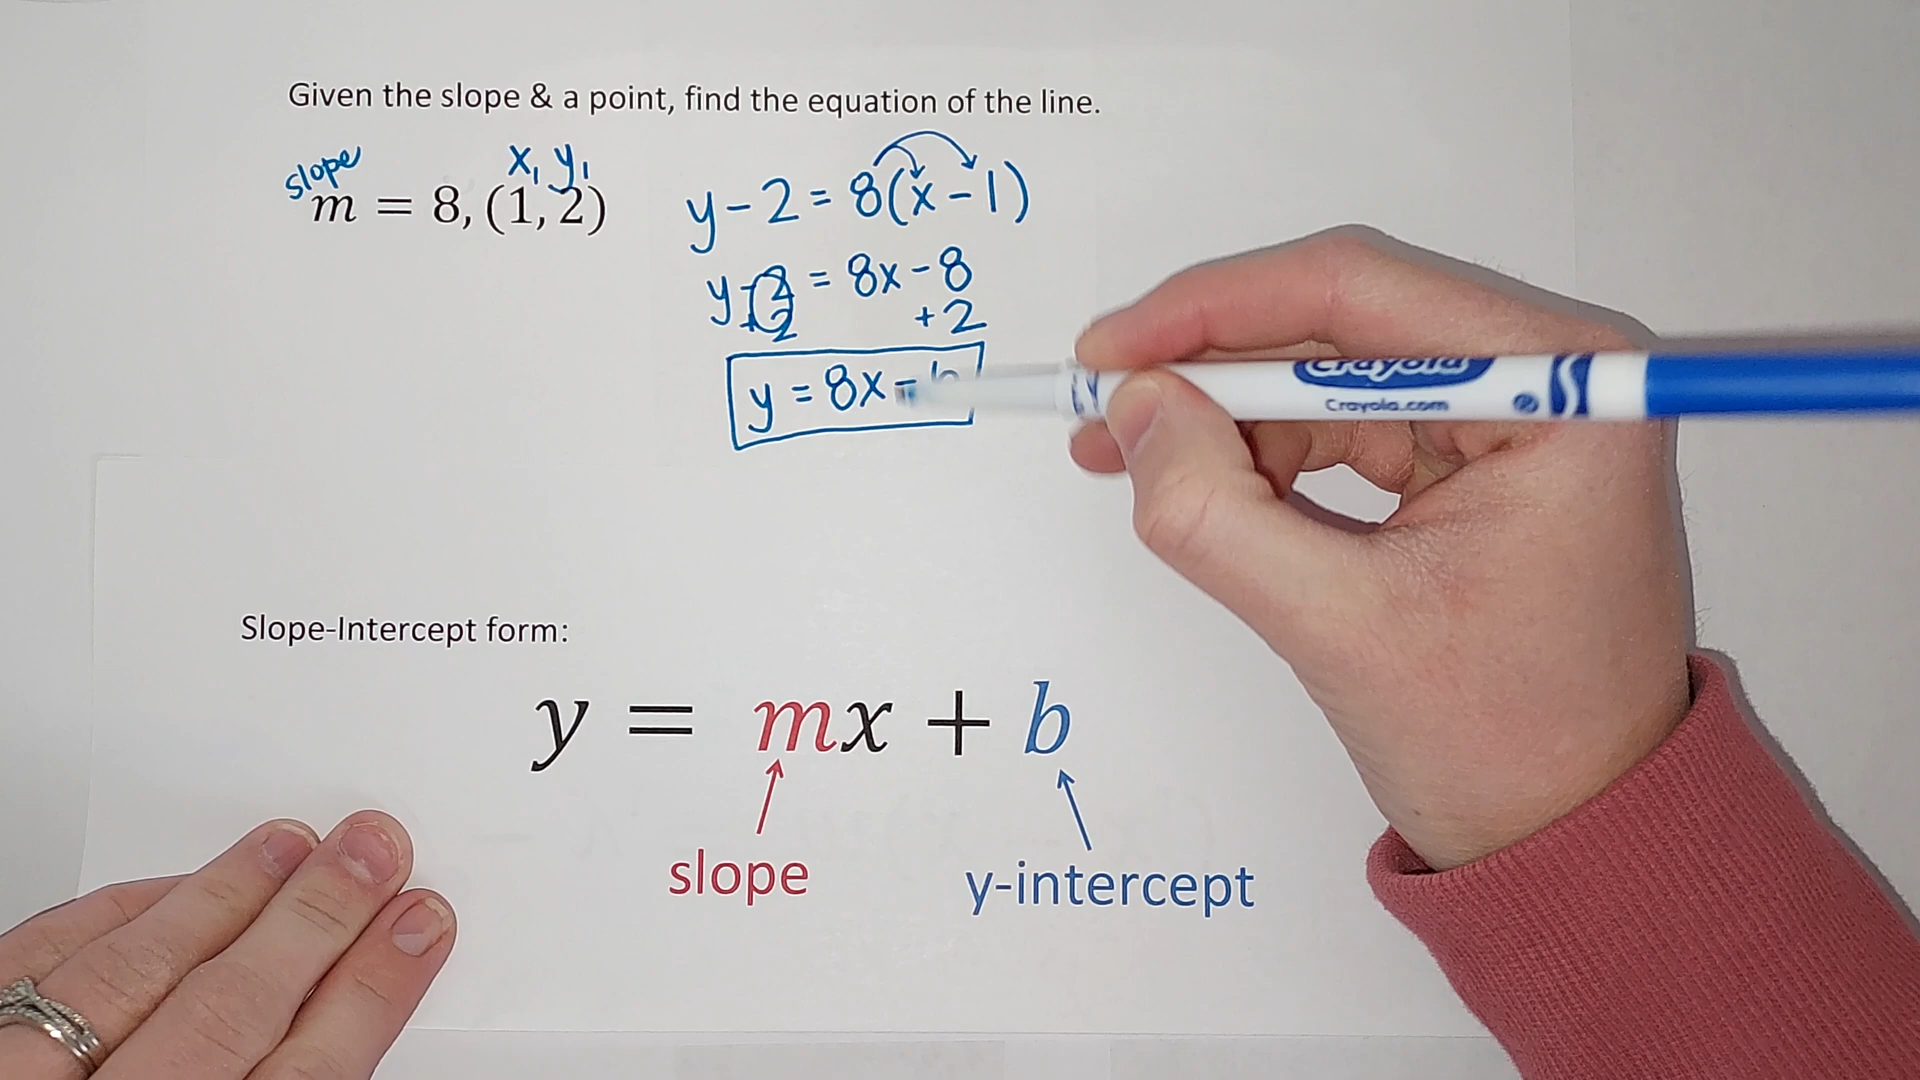 Given the slope & a point, find the equation of the line.
slope
x₁ y₁
m = 8, (1, 2)
y - 2 = 8(x - 1)
y - 2 = 8x - 8
+2 +2
y = 8x -
Crayola
Crayola.com
Slope-Intercept form:
y = mx + b
slope
y-intercept